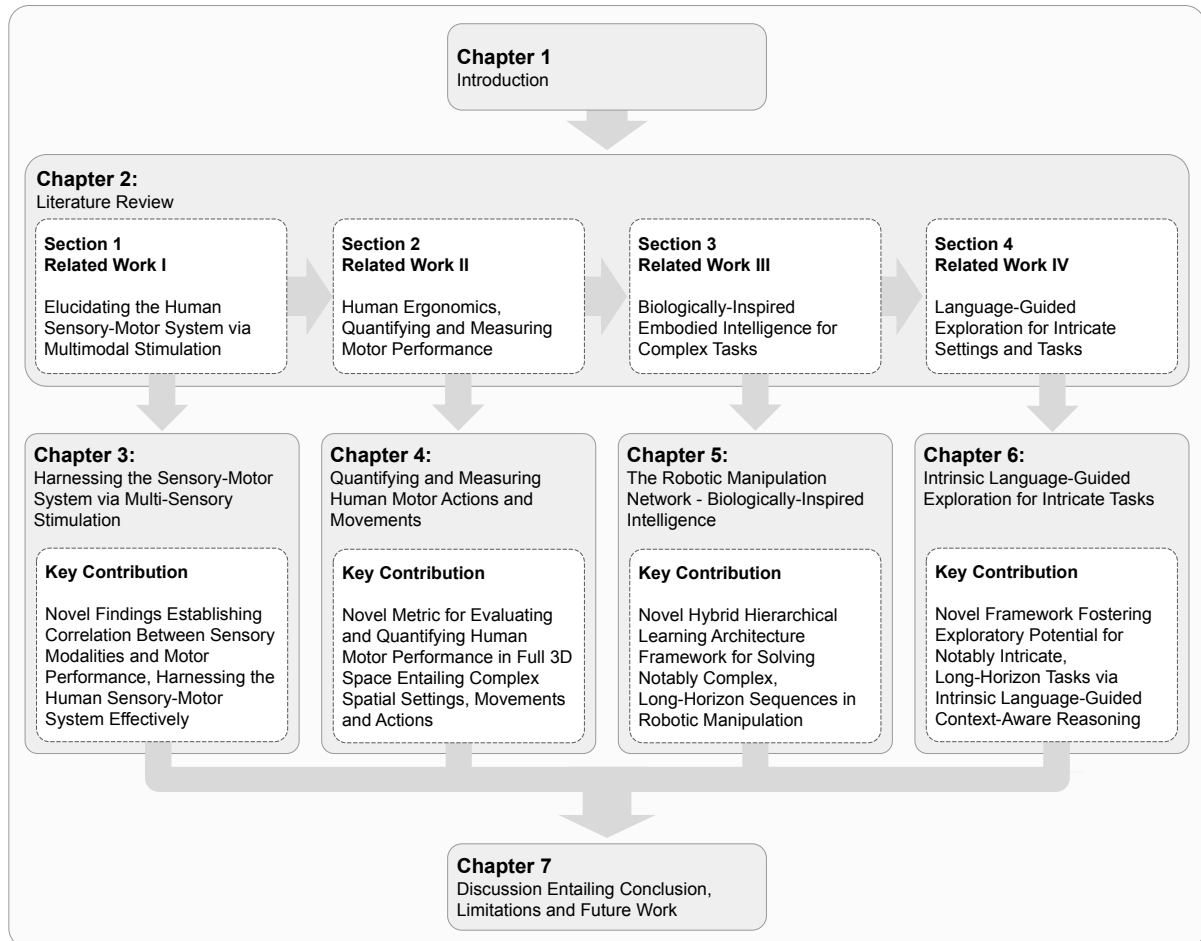 Chapter 1
Introduction
Chapter 2:
Literature Review
Section 1
Related Work I
Elucidating the Human
Sensory-Motor System via
Multimodal Stimulation
Section 2
Related Work II
Human Ergonomics,
Quantifying and Measuring
Motor Performance
Section 3
Related Work III
Biologically-Inspired
Embodied Intelligence for
Complex Tasks
Section 4
Related Work IV
Language-Guided
Exploration for Intricate
Settings and Tasks
Chapter 3:
Harnessing the Sensory-Motor
System via Multi-Sensory
Stimulation
Key Contribution
Novel Findings Establishing
Correlation Between Sensory
Modalities and Motor
Performance, Harnessing the
Human Sensory-Motor
System Effectively
Chapter 4:
Quantifying and Measuring
Human Motor Actions and
Movements
Key Contribution
Novel Metric for Evaluating
and Quantifying Human
Motor Performance in Full 3D
Space Entailing Complex
Spatial Settings, Movements
and Actions
Chapter 5:
The Robotic Manipulation
Network - Biologically-Inspired
Intelligence
Key Contribution
Novel Hybrid Hierarchical
Learning Architecture
Framework for Solving
Notably Complex,
Long-Horizon Sequences in
Robotic Manipulation
Chapter 6:
Intrinsic Language-Guided
Exploration for Intricate Tasks
Key Contribution
Novel Framework Fostering
Exploratory Potential for
Notably Intricate,
Long-Horizon Tasks via
Intrinsic Language-Guided
Context-Aware Reasoning
Chapter 7
Discussion Entailing Conclusion,
Limitations and Future Work